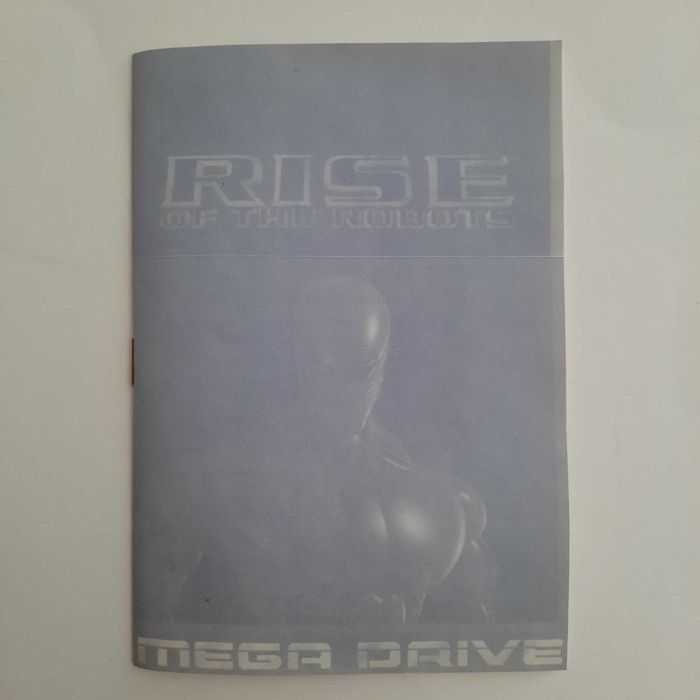 RISE
OF THE ROBOTS
MEGA DRIVE